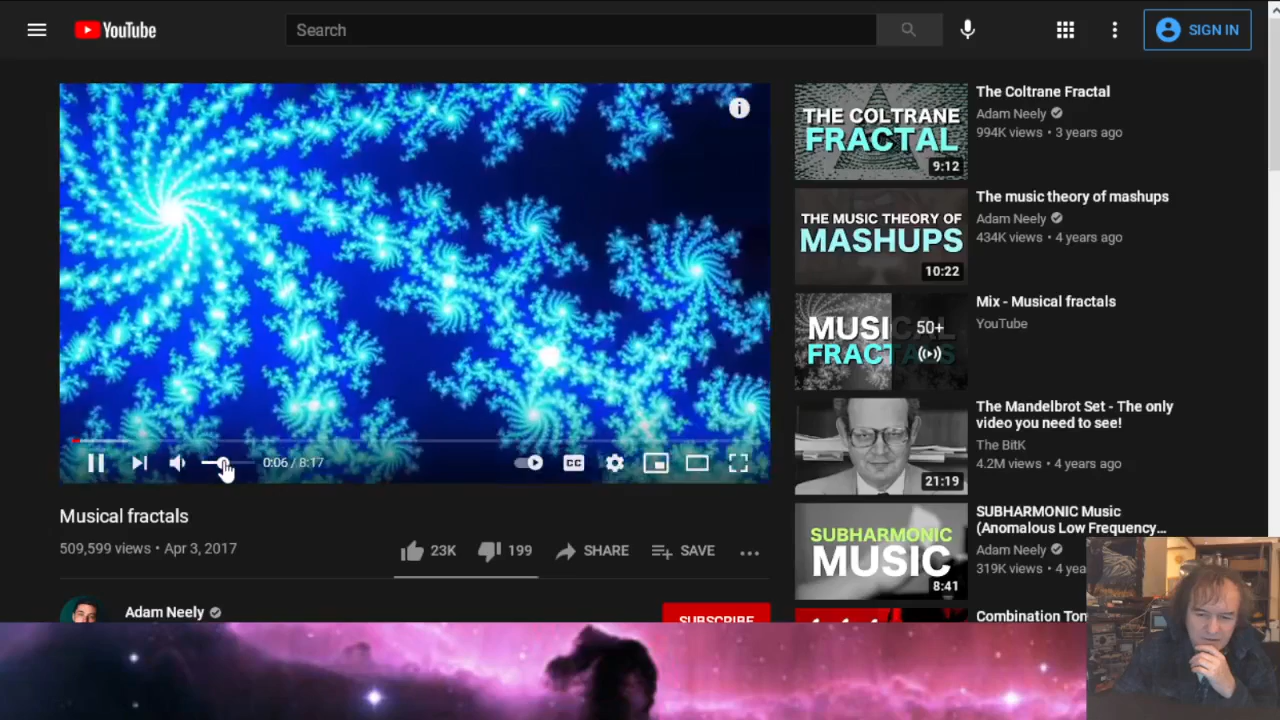 YouTube
Search
SIGN IN
i
0:06 / 8:17
CC
Musical fractals
509,599 views • Apr 3, 2017
23K
199
SHARE
SAVE
Adam Neely
SUBSCRIBE
THE COLTRANE
FRACTAL
9:12
The Coltrane Fractal
Adam Neely
994K views • 3 years ago
THE MUSIC THEORY OF
MASHUPS
10:22
The music theory of mashups
Adam Neely
434K views • 4 years ago
MUSICAL
FRACTALS
50+
Mix - Musical fractals
YouTube
21:19
The Mandelbrot Set - The only
video you need to see!
The BitK
4.2M views • 4 years ago
SUBHARMONIC
MUSIC
8:41
SUBHARMONIC Music
(Anomalous Low Frequency...
Adam Neely
319K views • 4 yea
Combination Ton